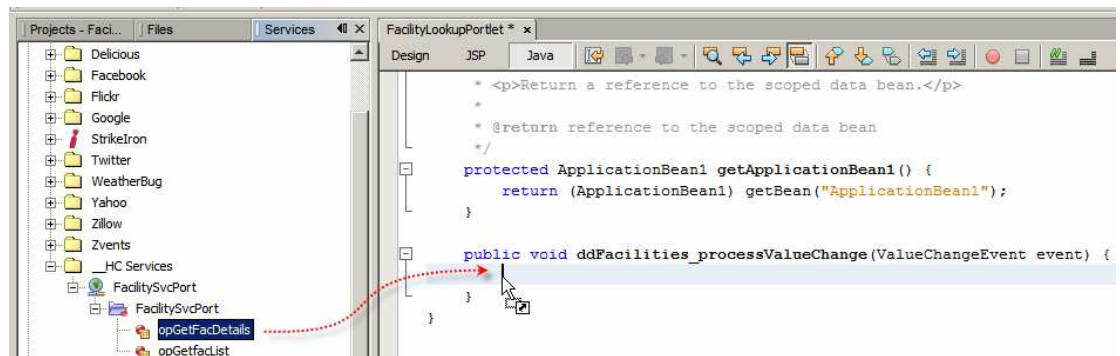 Projects - Faci... Files Services
Delicious
Facebook
Flickr
Google
StrikeIron
Twitter
WeatherBug
Yahoo
Zillow
Zvents
__HC Services
FacilitySvcPort
FacilitySvcPort
opGetFacDetails
opGetfacList
FacilityLookupPortlet * x
Design JSP Java
* <p>Return a reference to the scoped data bean.</p>
*
* @return reference to the scoped data bean
*/
protected ApplicationBean1 getApplicationBean1() {
return (ApplicationBean1) getBean("ApplicationBean1");
}
public void ddFacilities_processValueChange(ValueChangeEvent event) {
}
}